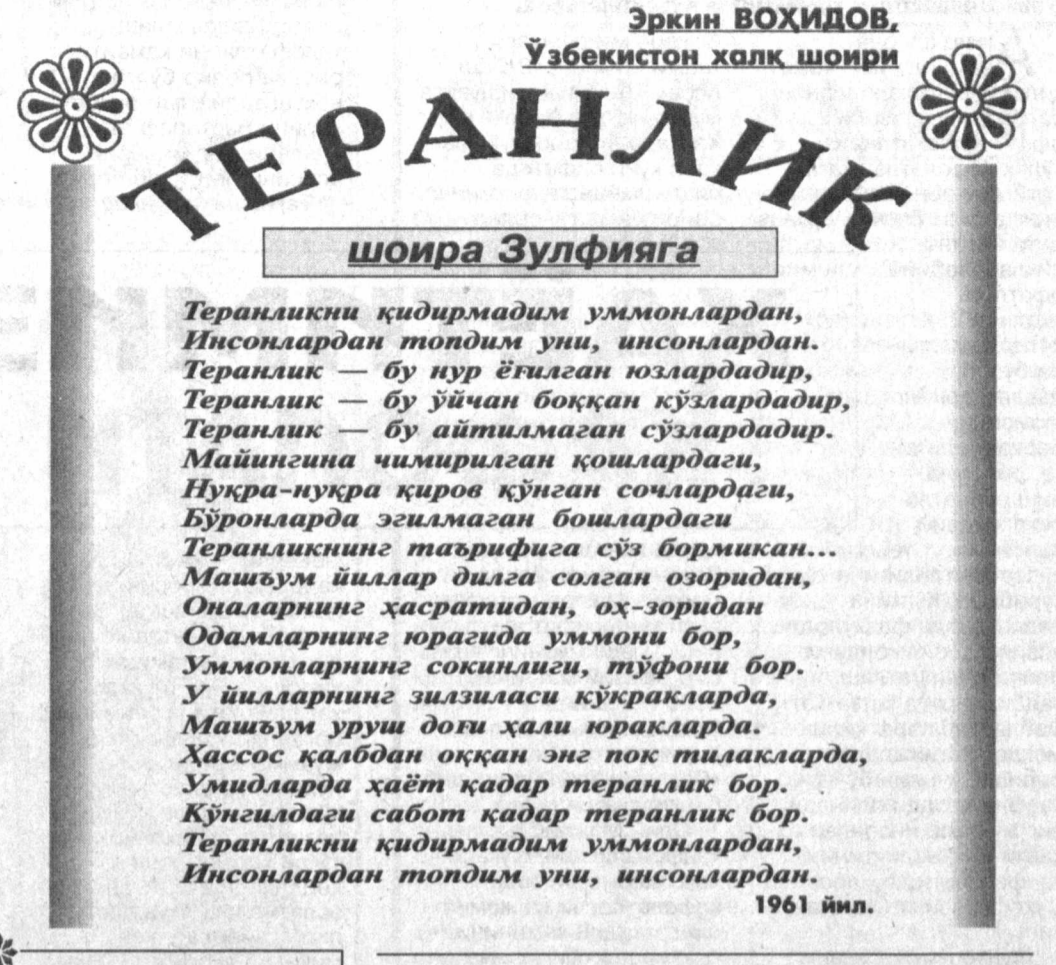 Эркин ВОҲИДОВ,
Ўзбекистон халқ шоири
ТЕРАНЛИК
шоира Зулфияга
Теранликни қидирмадим уммонлардан,
Инсонлардан топдим уни, инсонлардан.
Теранлик — бу нур ёғилган юзлардадир,
Теранлик — бу ўйчан боққан кўзлардадир,
Теранлик — бу айтилмаган сўзлардадир.
Майингина чимирилган қошлардаги,
Нуқра-нуқра қиров қўнган сочлардаги,
Бўронларда эгилмаган бошлардаги
Теранликнинг таърифига сўз бормикан...
Машъум йиллар дилга солган озоридан,
Оналарнинг ҳасратидан, оҳ-зоридан
Одамларнинг юрагида уммони бор,
Уммонларнинг сокинлиги, тўфони бор.
У йилларнинг зилзиласи кўкракларда,
Машъум уруш доғи ҳали юракларда.
Ҳассос қалбдан оққан энг пок тилакларда,
Умидларда ҳаёт қадар теранлик бор.
Кўнгилдаги сабот қадар теранлик бор.
Теранликни қидирмадим уммонлардан,
Инсонлардан топдим уни, инсонлардан.
1961 йил.